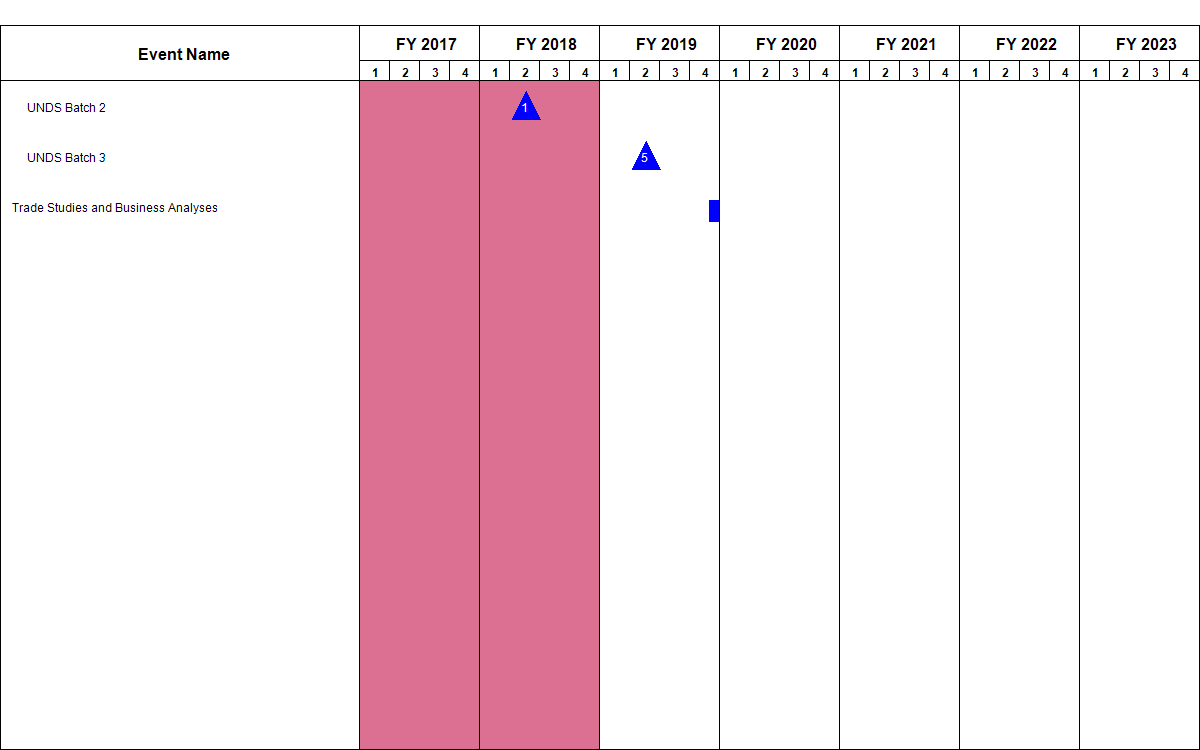 Event Name FY 2017 FY 2018 FY 2019 FY 2020 FY 2021 FY 2022 FY 2023
1 2 3 4 1 2 3 4 1 2 3 4 1 2 3 4 1 2 3 4 1 2 3 4 1 2 3 4
UNDS Batch 2 1
UNDS Batch 3 5
Trade Studies and Business Analyses